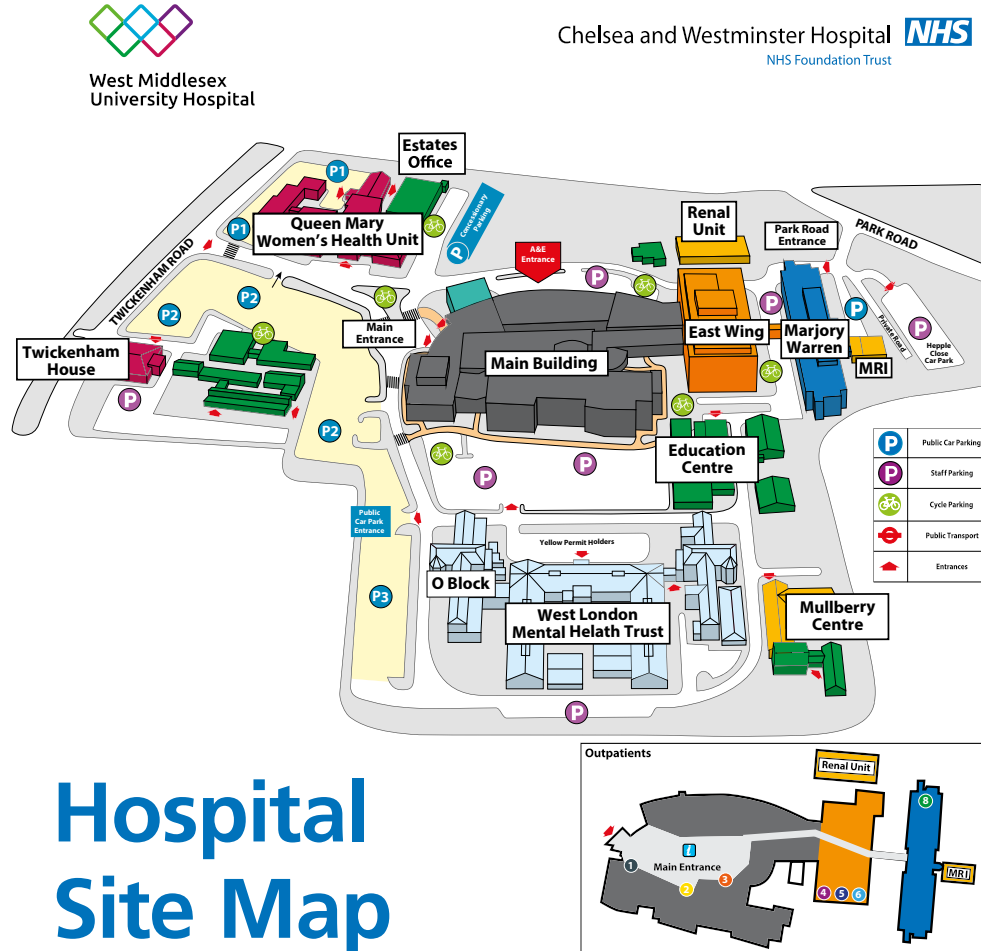 West Middlesex
University Hospital
Chelsea and Westminster Hospital NHS
NHS Foundation Trust
Estates
Office
P1
Queen Mary
Women's Health Unit
P1
Concessionary
Parking
P
A&E
Entrance
Renal
Unit
Park Road
Entrance
PARK ROAD
TWICKENHAM ROAD
P2
P2
P
P
P
P
Private Road
Hepple
Close
Car Park
Main
Entrance
Main Building
East Wing
Marjory
Warren
MRI
Twickenham
House
P
P2
P
P
Education
Centre
P Public Car Parking
P Staff Parking
Cycle Parking
Public Transport
Entrances
Public
Car Park
Entrance
Yellow Permit Holders
O Block
P3
West London
Mental Helath Trust
Mullberry
Centre
P
Hospital
Site Map
Outpatients
Renal Unit
8
i
Main Entrance
1
2
3
4 5 6
MRI